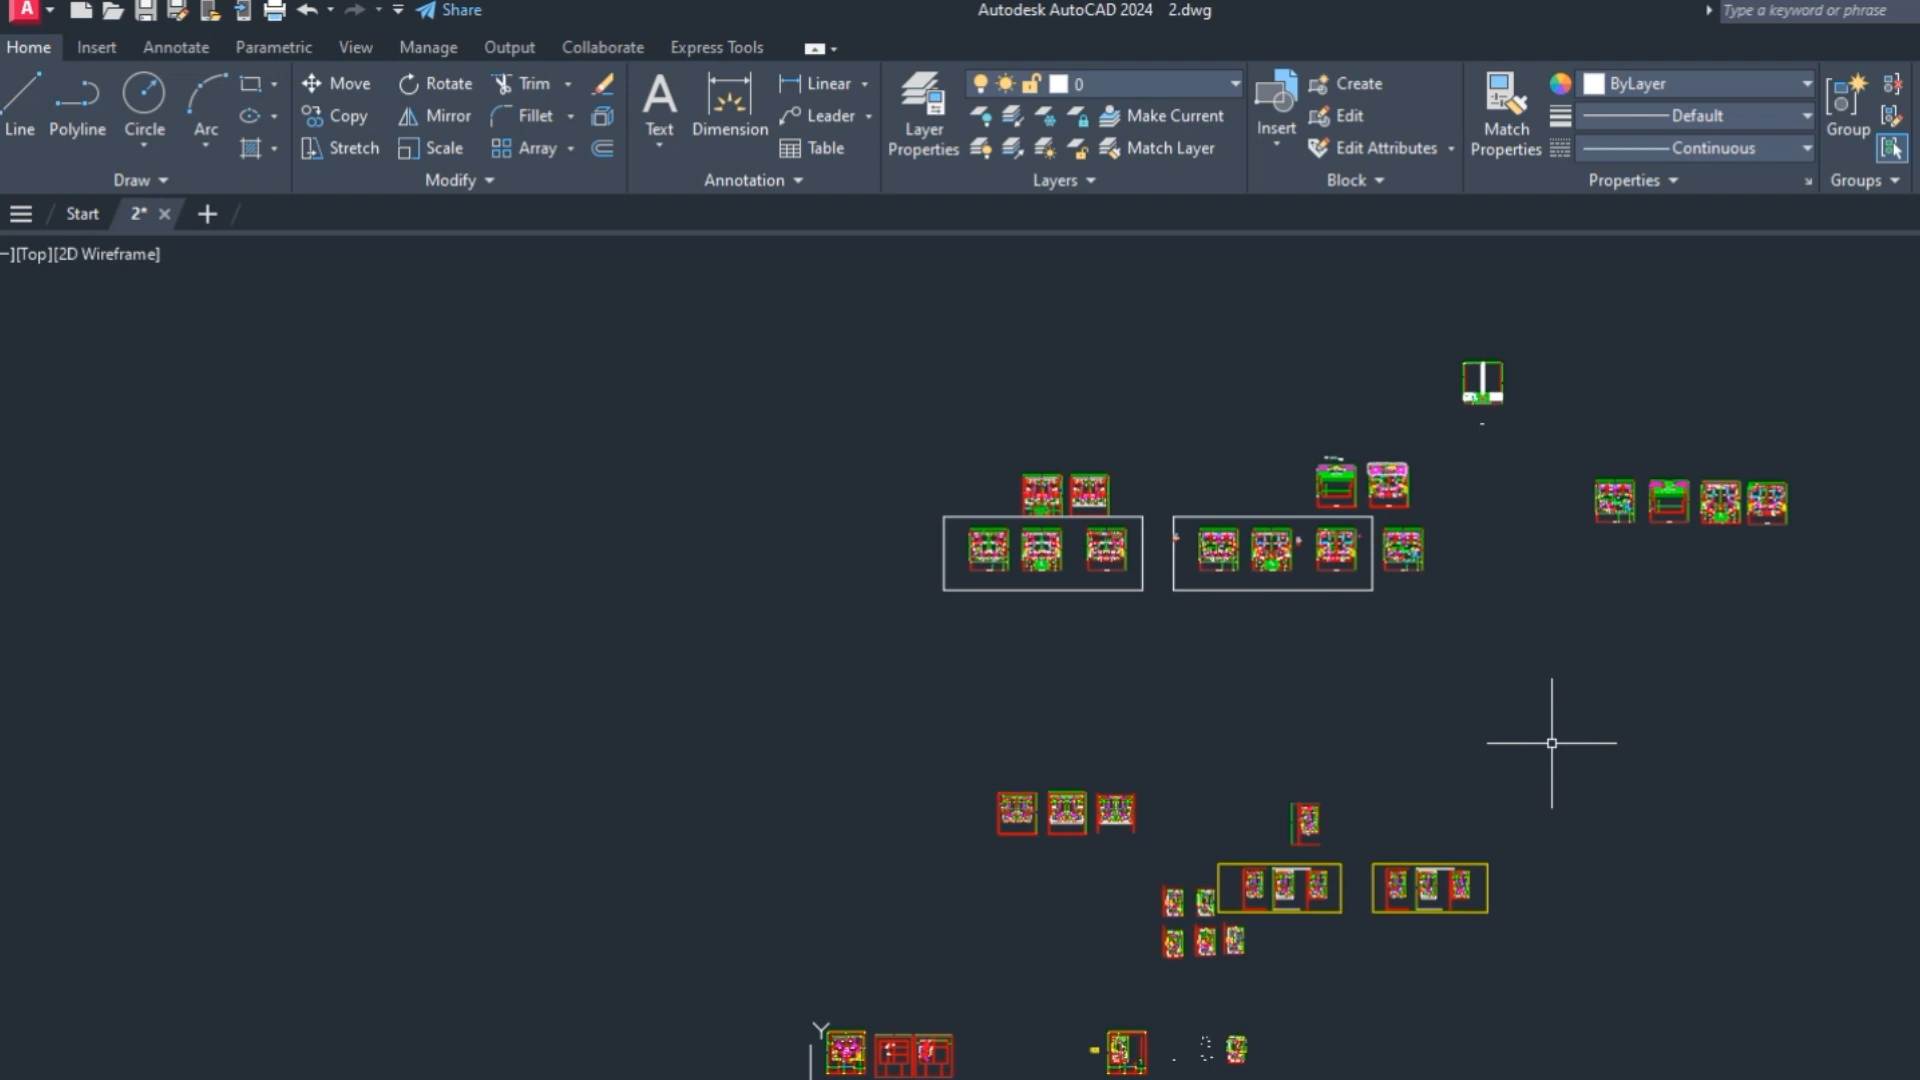 A Share Autodesk AutoCAD 2024 2.dwg Type a keyword or phrase
Home Insert Annotate Parametric View Manage Output Collaborate Express Tools
Line Polyline Circle Arc
Draw
Move Rotate Trim
Copy Mirror Fillet
Stretch Scale Array
Modify
A
Text Dimension
Linear
Leader
Table
Annotation
Layer
Properties
0
Make Current
Match Layer
Layers
Insert
Create
Edit
Edit Attributes
Block
Match
Properties
ByLayer
Default
Continuous
Properties
Group
Groups
Start 2* +
−][Top][2D Wireframe]
Y